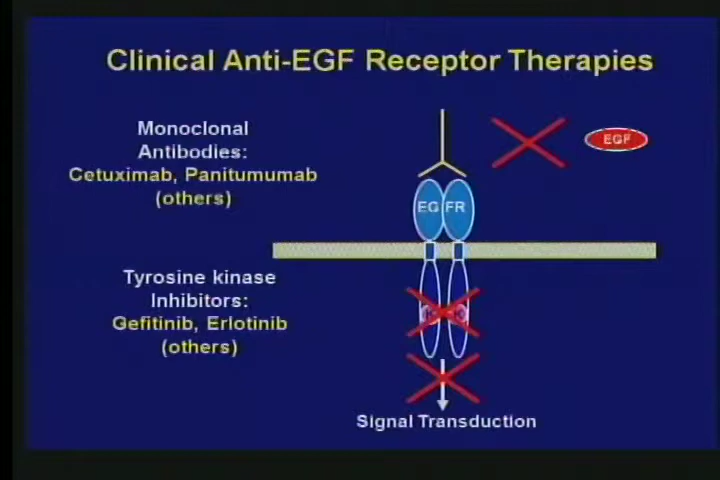 Clinical Anti-EGF Receptor Therapies
Monoclonal
Antibodies:
Cetuximab, Panitumumab
(others)
EGF
EG FR
Tyrosine kinase
Inhibitors:
Gefitinib, Erlotinib
(others)
K K
Signal Transduction